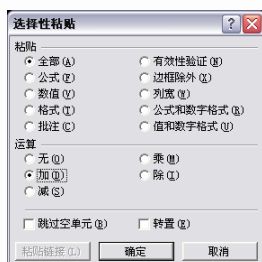 选择性粘贴
粘贴
全部(A) 有效性验证(N)
公式(F) 边框除外(X)
数值(V) 列宽(W)
格式(T) 公式和数字格式(R)
批注(C) 值和数字格式(U)
运算
无(O) 乘(M)
加(D) 除(I)
减(S)
跳过空单元(B) 转置(E)
粘贴链接(L) 确定 取消